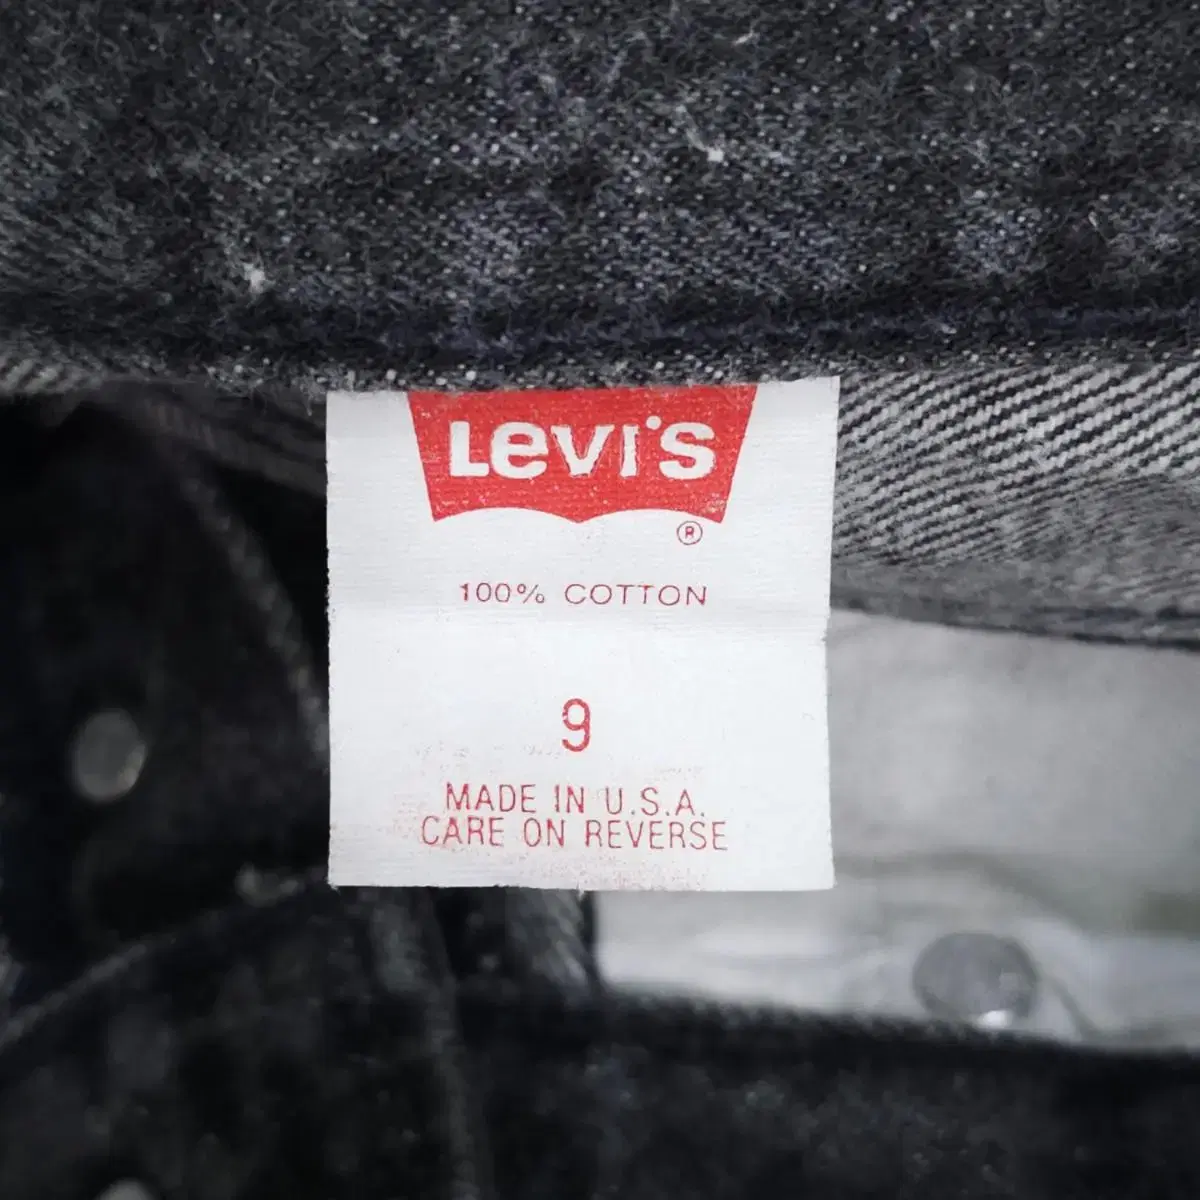 Levi's
®
100% COTTON
9
MADE IN U.S.A.
CARE ON REVERSE